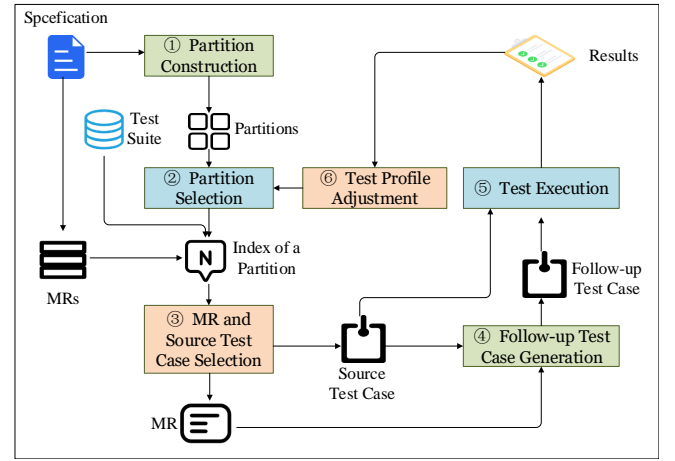 Spcefication
① Partition
Construction
Results
Test
Suite
Partitions
② Partition
Selection
⑥ Test Profile
Adjustment
⑤ Test Execution
N
Index of a
Partition
MRs
Follow-up
Test Case
③ MR and
Source Test
Case Selection
Source
Test Case
④ Follow-up Test
Case Generation
MR